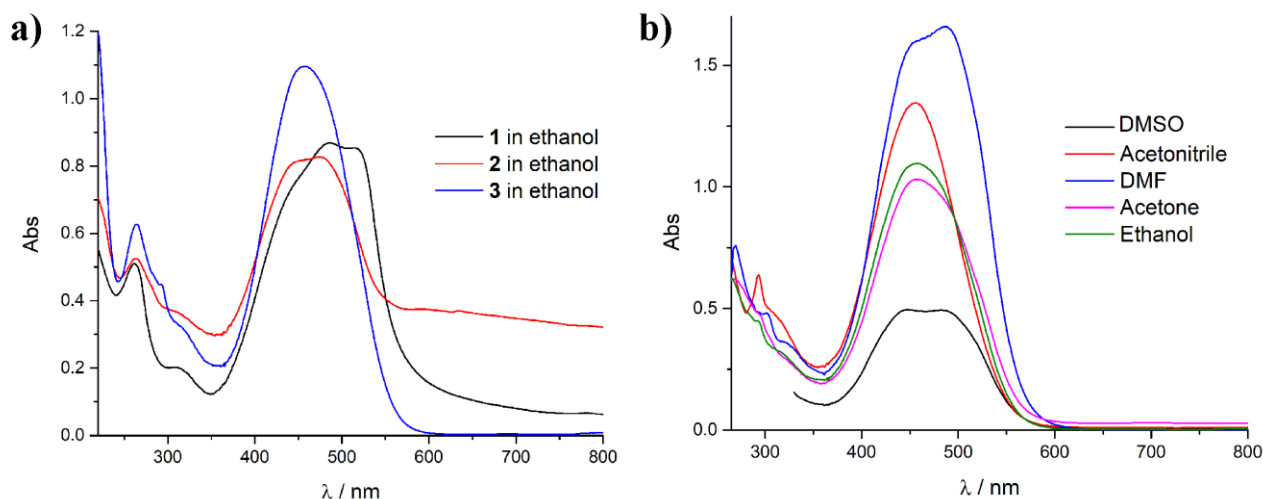 a)
1.2
1.0
0.8
0.6
0.4
0.2
0.0
Abs
300 400 500 600 700 800
λ / nm
1 in ethanol
2 in ethanol
3 in ethanol
b)
1.5
1.0
0.5
0.0
Abs
300 400 500 600 700 800
λ / nm
DMSO
Acetonitrile
DMF
Acetone
Ethanol